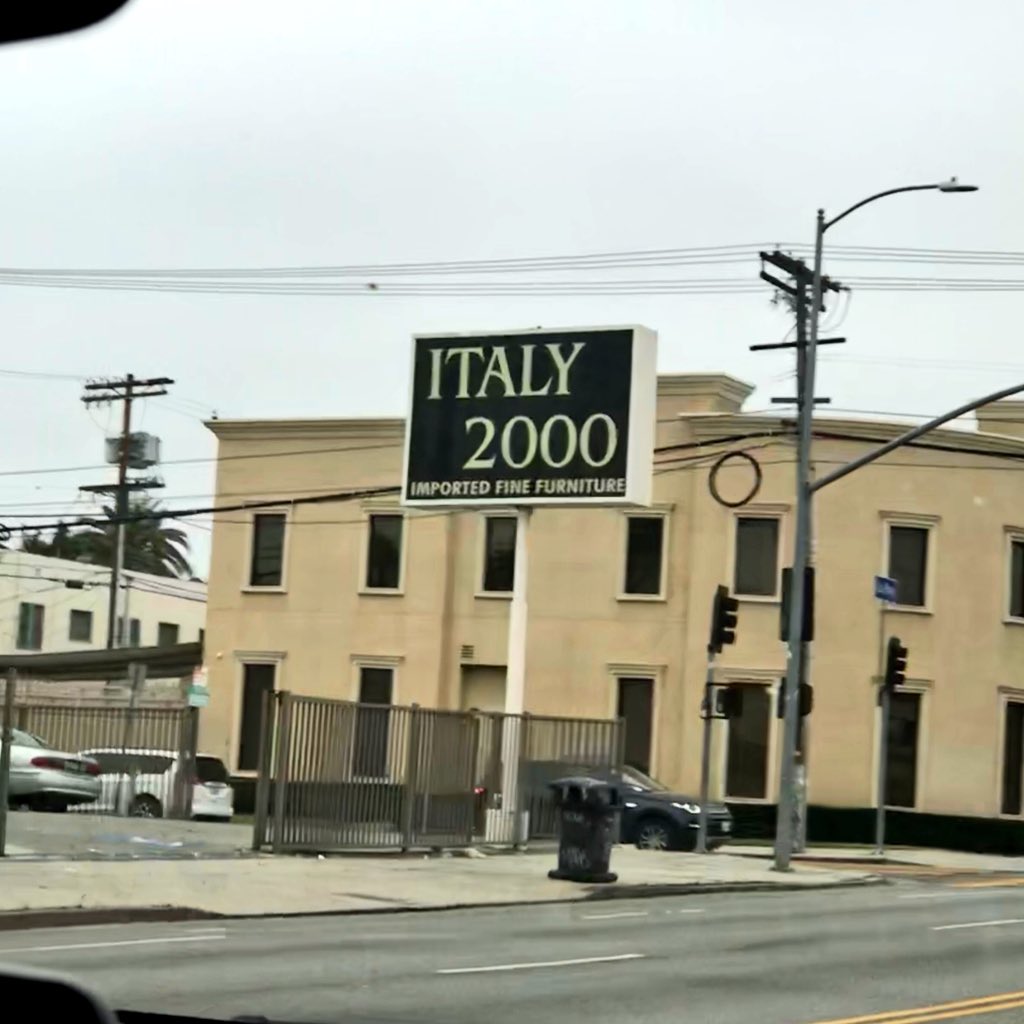 ITALY
2000
IMPORTED FINE FURNITURE